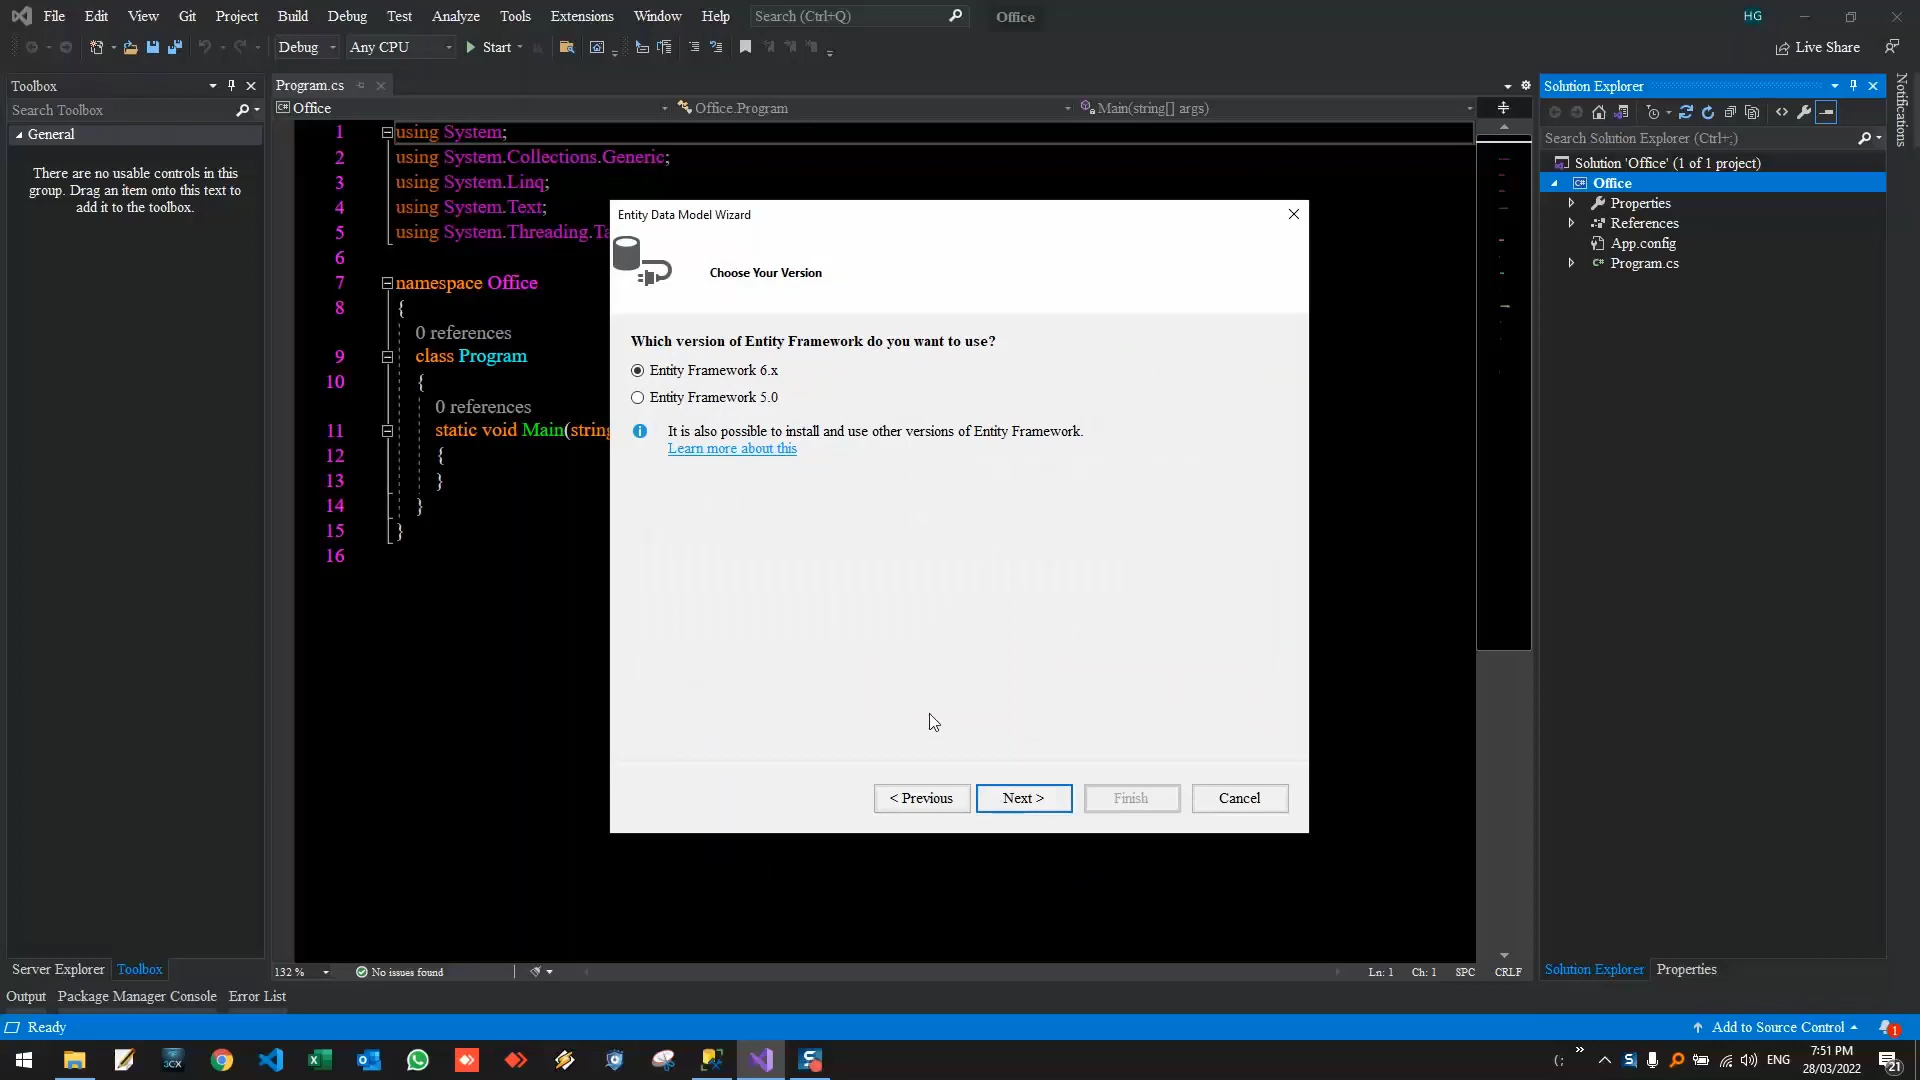 File Edit View Git Project Build Debug Test Analyze Tools Extensions Window Help Search (Ctrl+Q) Office HG
Debug Any CPU Start Live Share
Toolbox
Search Toolbox
General
There are no usable controls in this
group. Drag an item onto this text to
add it to the toolbox.
Server Explorer Toolbox
Program.cs
Office Office.Program Main(string[] args)
1 using System;
2 using System.Collections.Generic;
3 using System.Linq;
4 using System.Text;
5 using System.Threading.Ta
6
7 namespace Office
8 {
0 references
9 class Program
10 {
0 references
11 static void Main(string
12 {
13 }
14 }
15 }
16
132 % No issues found Ln: 1 Ch: 1 SPC CRLF
Entity Data Model Wizard
Choose Your Version
Which version of Entity Framework do you want to use?
Entity Framework 6.x
Entity Framework 5.0
It is also possible to install and use other versions of Entity Framework.
Learn more about this
< Previous Next > Finish Cancel
Solution Explorer
Search Solution Explorer (Ctrl+;)
Solution 'Office' (1 of 1 project)
C# Office
Properties
References
App.config
C# Program.cs
Solution Explorer Properties
Notifications
Output Package Manager Console Error List
Ready Add to Source Control 1
3CX ENG 7:51 PM
28/03/2022
21